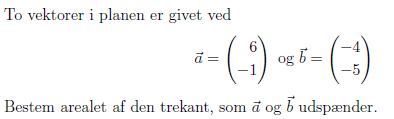 To vektorer i planen er givet ved
$\vec{a} = \begin{pmatrix} 6 \\ -1 \end{pmatrix}$ og $\vec{b} = \begin{pmatrix} -4 \\ -5 \end{pmatrix}$
Bestem arealet af den trekant, som $\vec{a}$ og $\vec{b}$ udspænder.